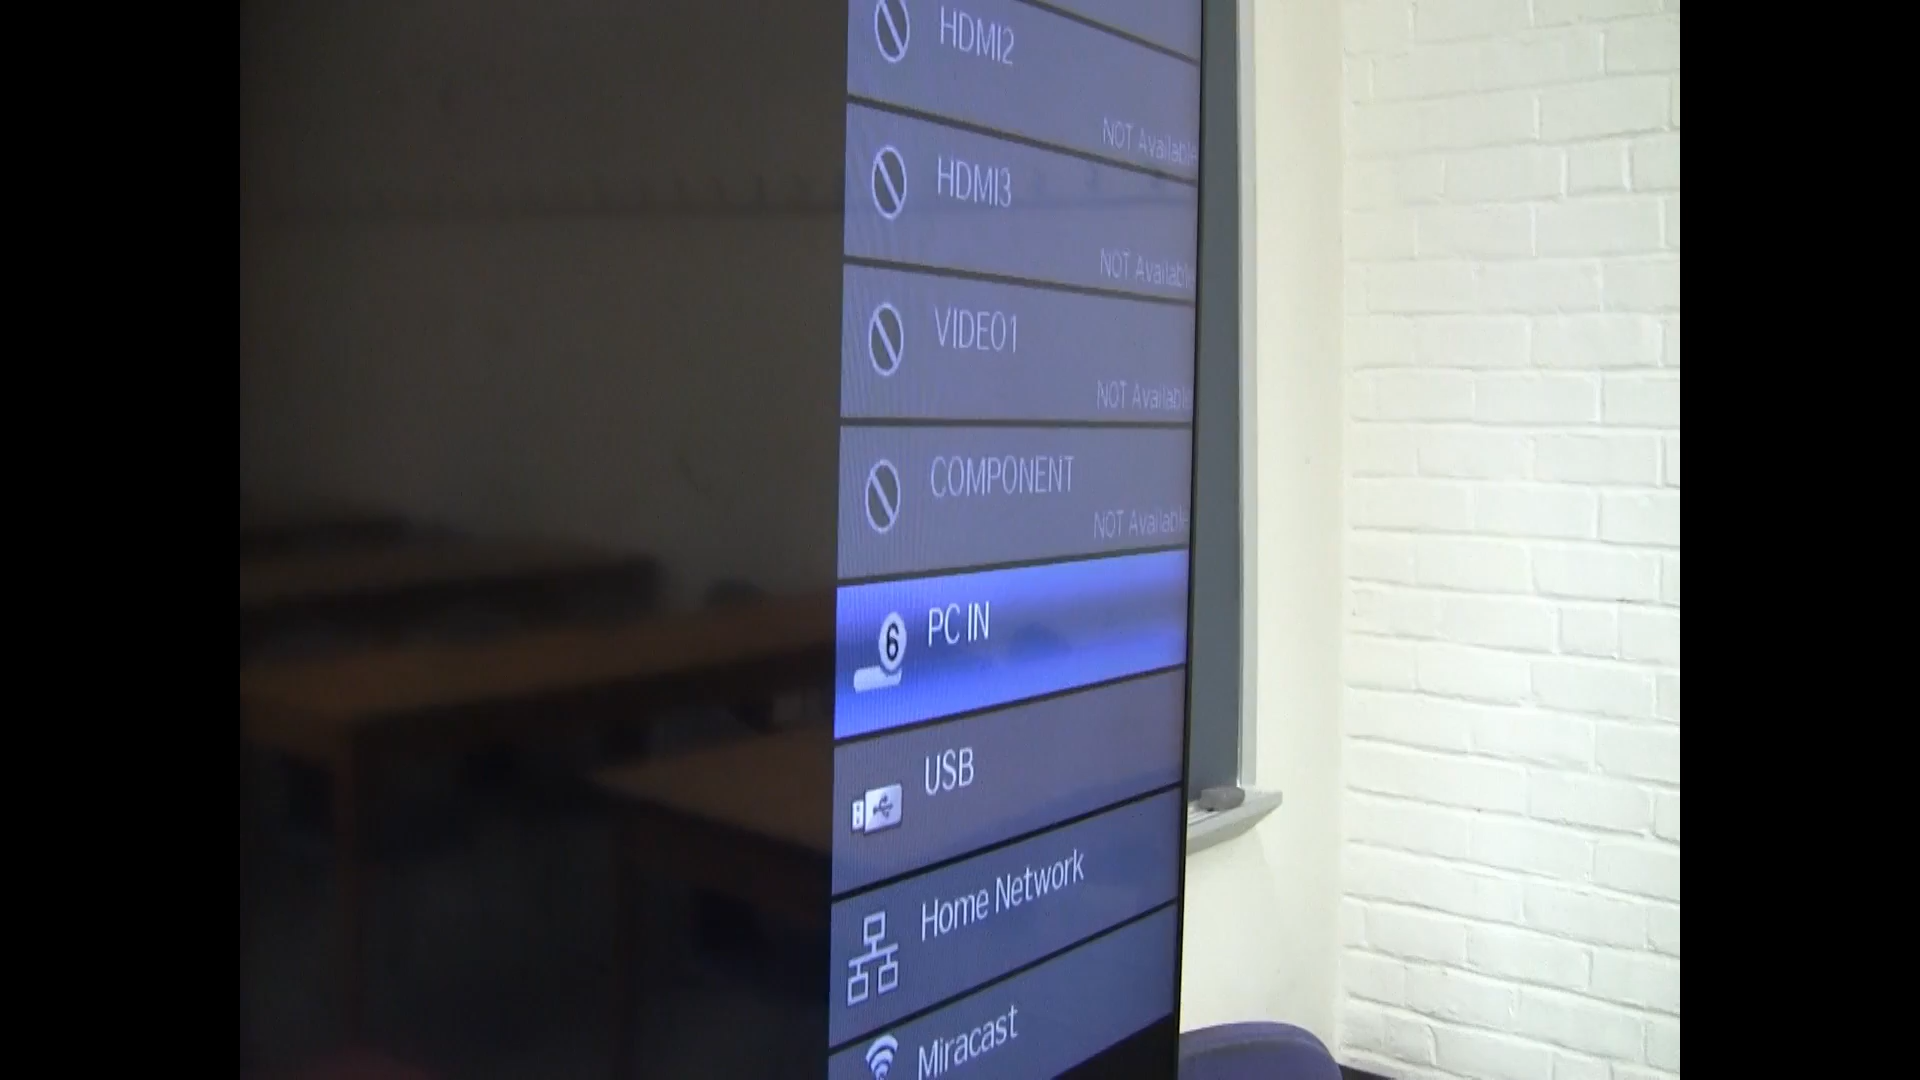 HDMI2
NOT Available
HDMI3
NOT Available
VIDEO1
NOT Available
COMPONENT
NOT Available
6
PC IN
USB
Home Network
Miracast